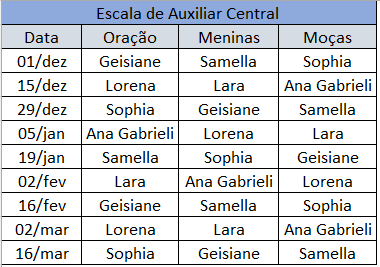 Escala de Auxiliar Central
Data Oração Meninas Moças
01/dez Geisiane Samella Sophia
15/dez Lorena Lara Ana Gabrieli
29/dez Sophia Geisiane Samella
05/jan Ana Gabrieli Lorena Lara
19/jan Samella Sophia Geisiane
02/fev Lara Ana Gabrieli Lorena
16/fev Geisiane Samella Sophia
02/mar Lorena Lara Ana Gabrieli
16/mar Sophia Geisiane Samella